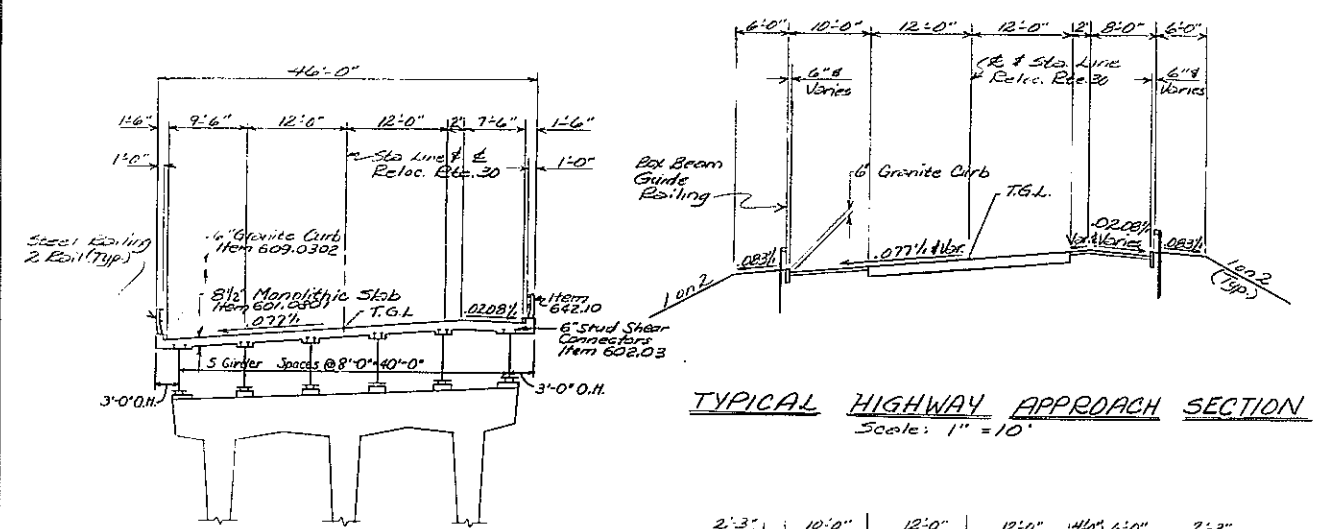 46'-0"
1'-6" 9'-6" 12'-0" 12'-0" 2' 7'-6" 1'-6"
1'-0"
Sta. Line & ℄
Reloc. Rte. 30
1'-0"
Steel Railing
2 Rail (Typ.)
6" Granite Curb
Item 609.0302
8½" Monolithic Slab
Item 601.0801
.077'/'
T.G.L.
.0208'/'
Item
642.10
6" Stud Shear
Connectors
Item 602.03
5 Girder Spaces @ 8'-0"=40'-0"
3'-0" O.H.
3'-0" O.H.
6'-0" 10'-0" 12'-0" 12'-0" 2' 8'-0" 6'-0"
6" &
Varies
℄ & Sta. Line
Reloc. Rte. 30
6" &
Varies
Box Beam
Guide
Railing
6" Granite Curb
T.G.L.
.083'/'
.077'/' & Var.
.0208'/'
& Varies
.083'/'
1 on 2
1 on 2
(Typ.)
TYPICAL HIGHWAY APPROACH SECTION
Scale: 1" = 10'
2'-3" 10'-0" 12'-0" 12'-0" 2'-3"